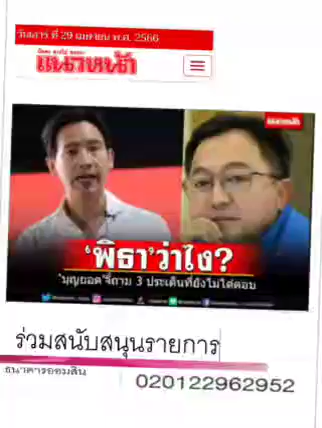 วันเสาร์ ที่ 29 เมษายน พ.ศ. 2566
แนวหน้า
แนวหน้า
‘พิธา’ว่าไง?
'บุญยอด'จี้ถาม 3 ประเด็นที่ยังไม่ได้ตอบ
ร่วมสนับสนุนรายการ
ธนาคารออมสิน
020122962952